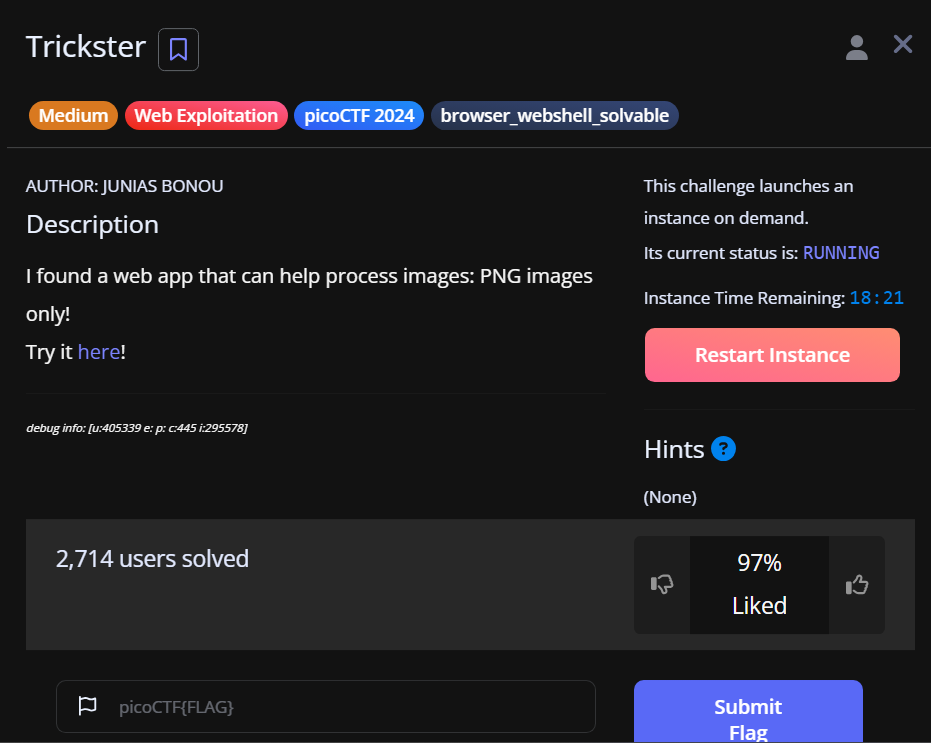 Trickster
Medium Web Exploitation picoCTF 2024 browser_webshell_solvable
AUTHOR: JUNIAS BONOU
Description
I found a web app that can help process images: PNG images
only!
Try it here!
debug info: [u:405339 e: p: c:445 i:295578]
This challenge launches an
instance on demand.
Its current status is: RUNNING
Instance Time Remaining: 18:21
Restart Instance
Hints ?
(None)
2,714 users solved
97%
Liked
picoCTF{FLAG}
Submit
Flag